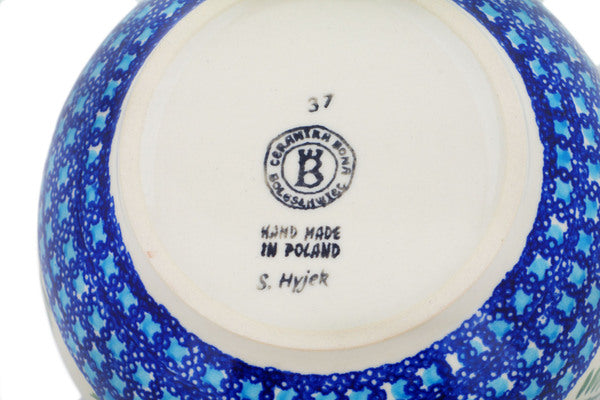 37
CERAMIKA BONA
BOLESŁAWIEC
B
HAND MADE
IN POLAND
S. Hyjek